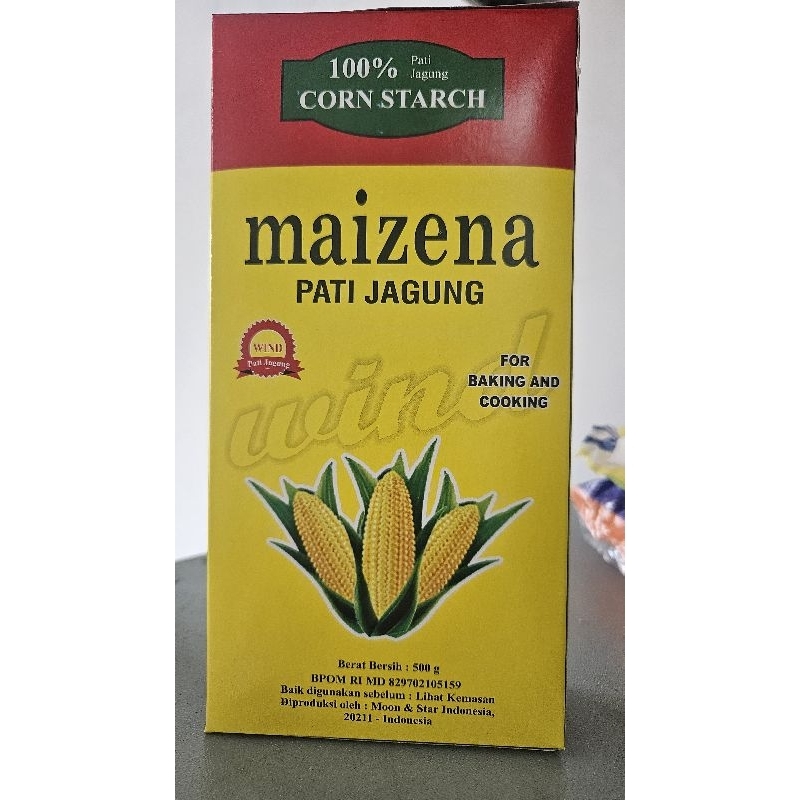 100% Pati
Jagung
CORN STARCH
maizena
PATI JAGUNG
WIND
Pati Jagung
wind
FOR
BAKING AND
COOKING
Berat Bersih : 500 g
BPOM RI MD 829702105159
Baik digunakan sebelum : Lihat Kemasan
Diproduksi oleh : Moon & Star Indonesia,
20211 - Indonesia